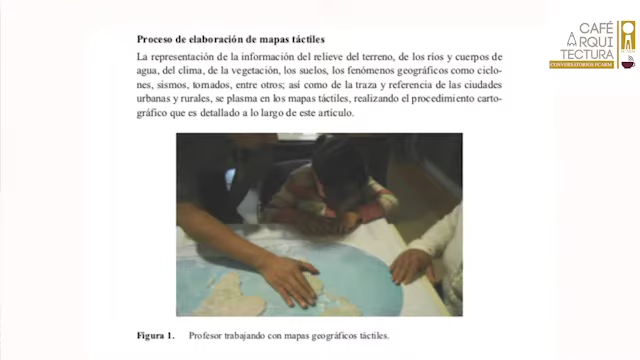 Proceso de elaboración de mapas táctiles
La representación de la información del relieve del terreno, de los ríos y cuerpos de
agua, del clima, de la vegetación, los suelos, los fenómenos geográficos como ciclo-
nes, sismos, tornados, entre otros; así como de la traza y referencia de las ciudades
urbanas y rurales, se plasma en los mapas táctiles, realizando el procedimiento carto-
gráfico que es detallado a lo largo de este artículo.
Figura 1. Profesor trabajando con mapas geográficos táctiles.
CAFÉ
ARQUI
TECTURA
CONVERSATORIOS FCARM